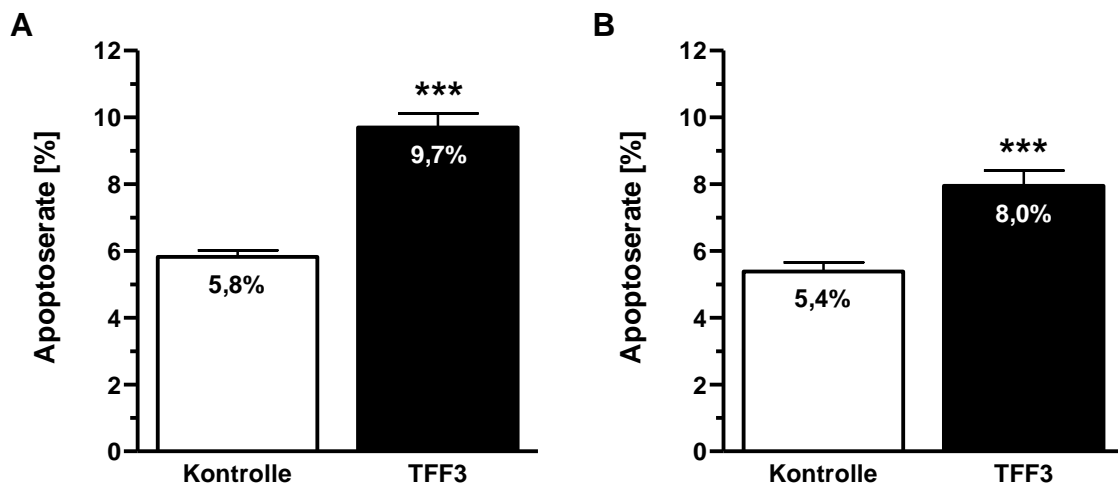 A
Apoptoserate [%]
12
10
8
6
4
2
0
***
9,7%
5,8%
Kontrolle
TFF3
B
Apoptoserate [%]
12
10
8
6
4
2
0
***
8,0%
5,4%
Kontrolle
TFF3